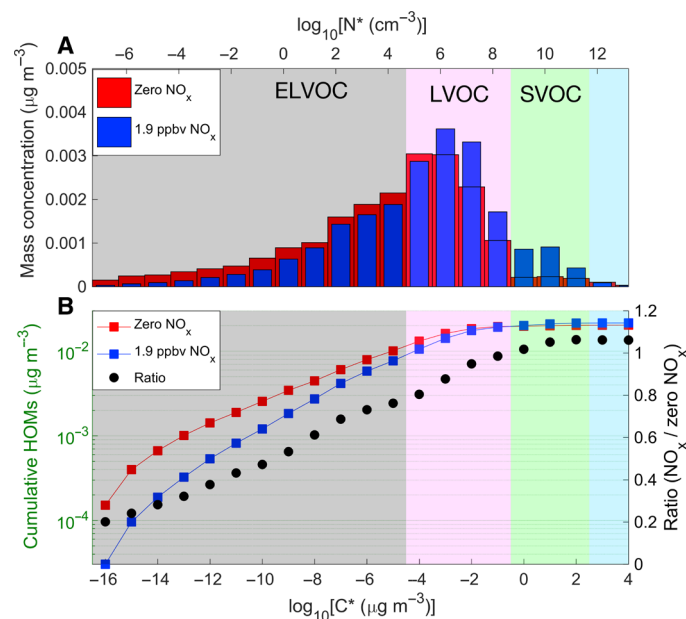 log₁₀[N* (cm⁻³)]
−6 −4 −2 0 2 4 6 8 10 12
A
Mass concentration (μg m⁻³)
0.005
0.004
0.003
0.002
0.001
0
Zero NOₓ
1.9 ppbv NOₓ
ELVOC LVOC SVOC
B
Cumulative HOMs (μg m⁻³)
10⁻²
10⁻³
10⁻⁴
Zero NOₓ
1.9 ppbv NOₓ
Ratio
1.2
1
0.8
0.6
0.4
0.2
0
Ratio (NOₓ / zero NOₓ)
−16 −14 −12 −10 −8 −6 −4 −2 0 2 4
log₁₀[C* (μg m⁻³)]